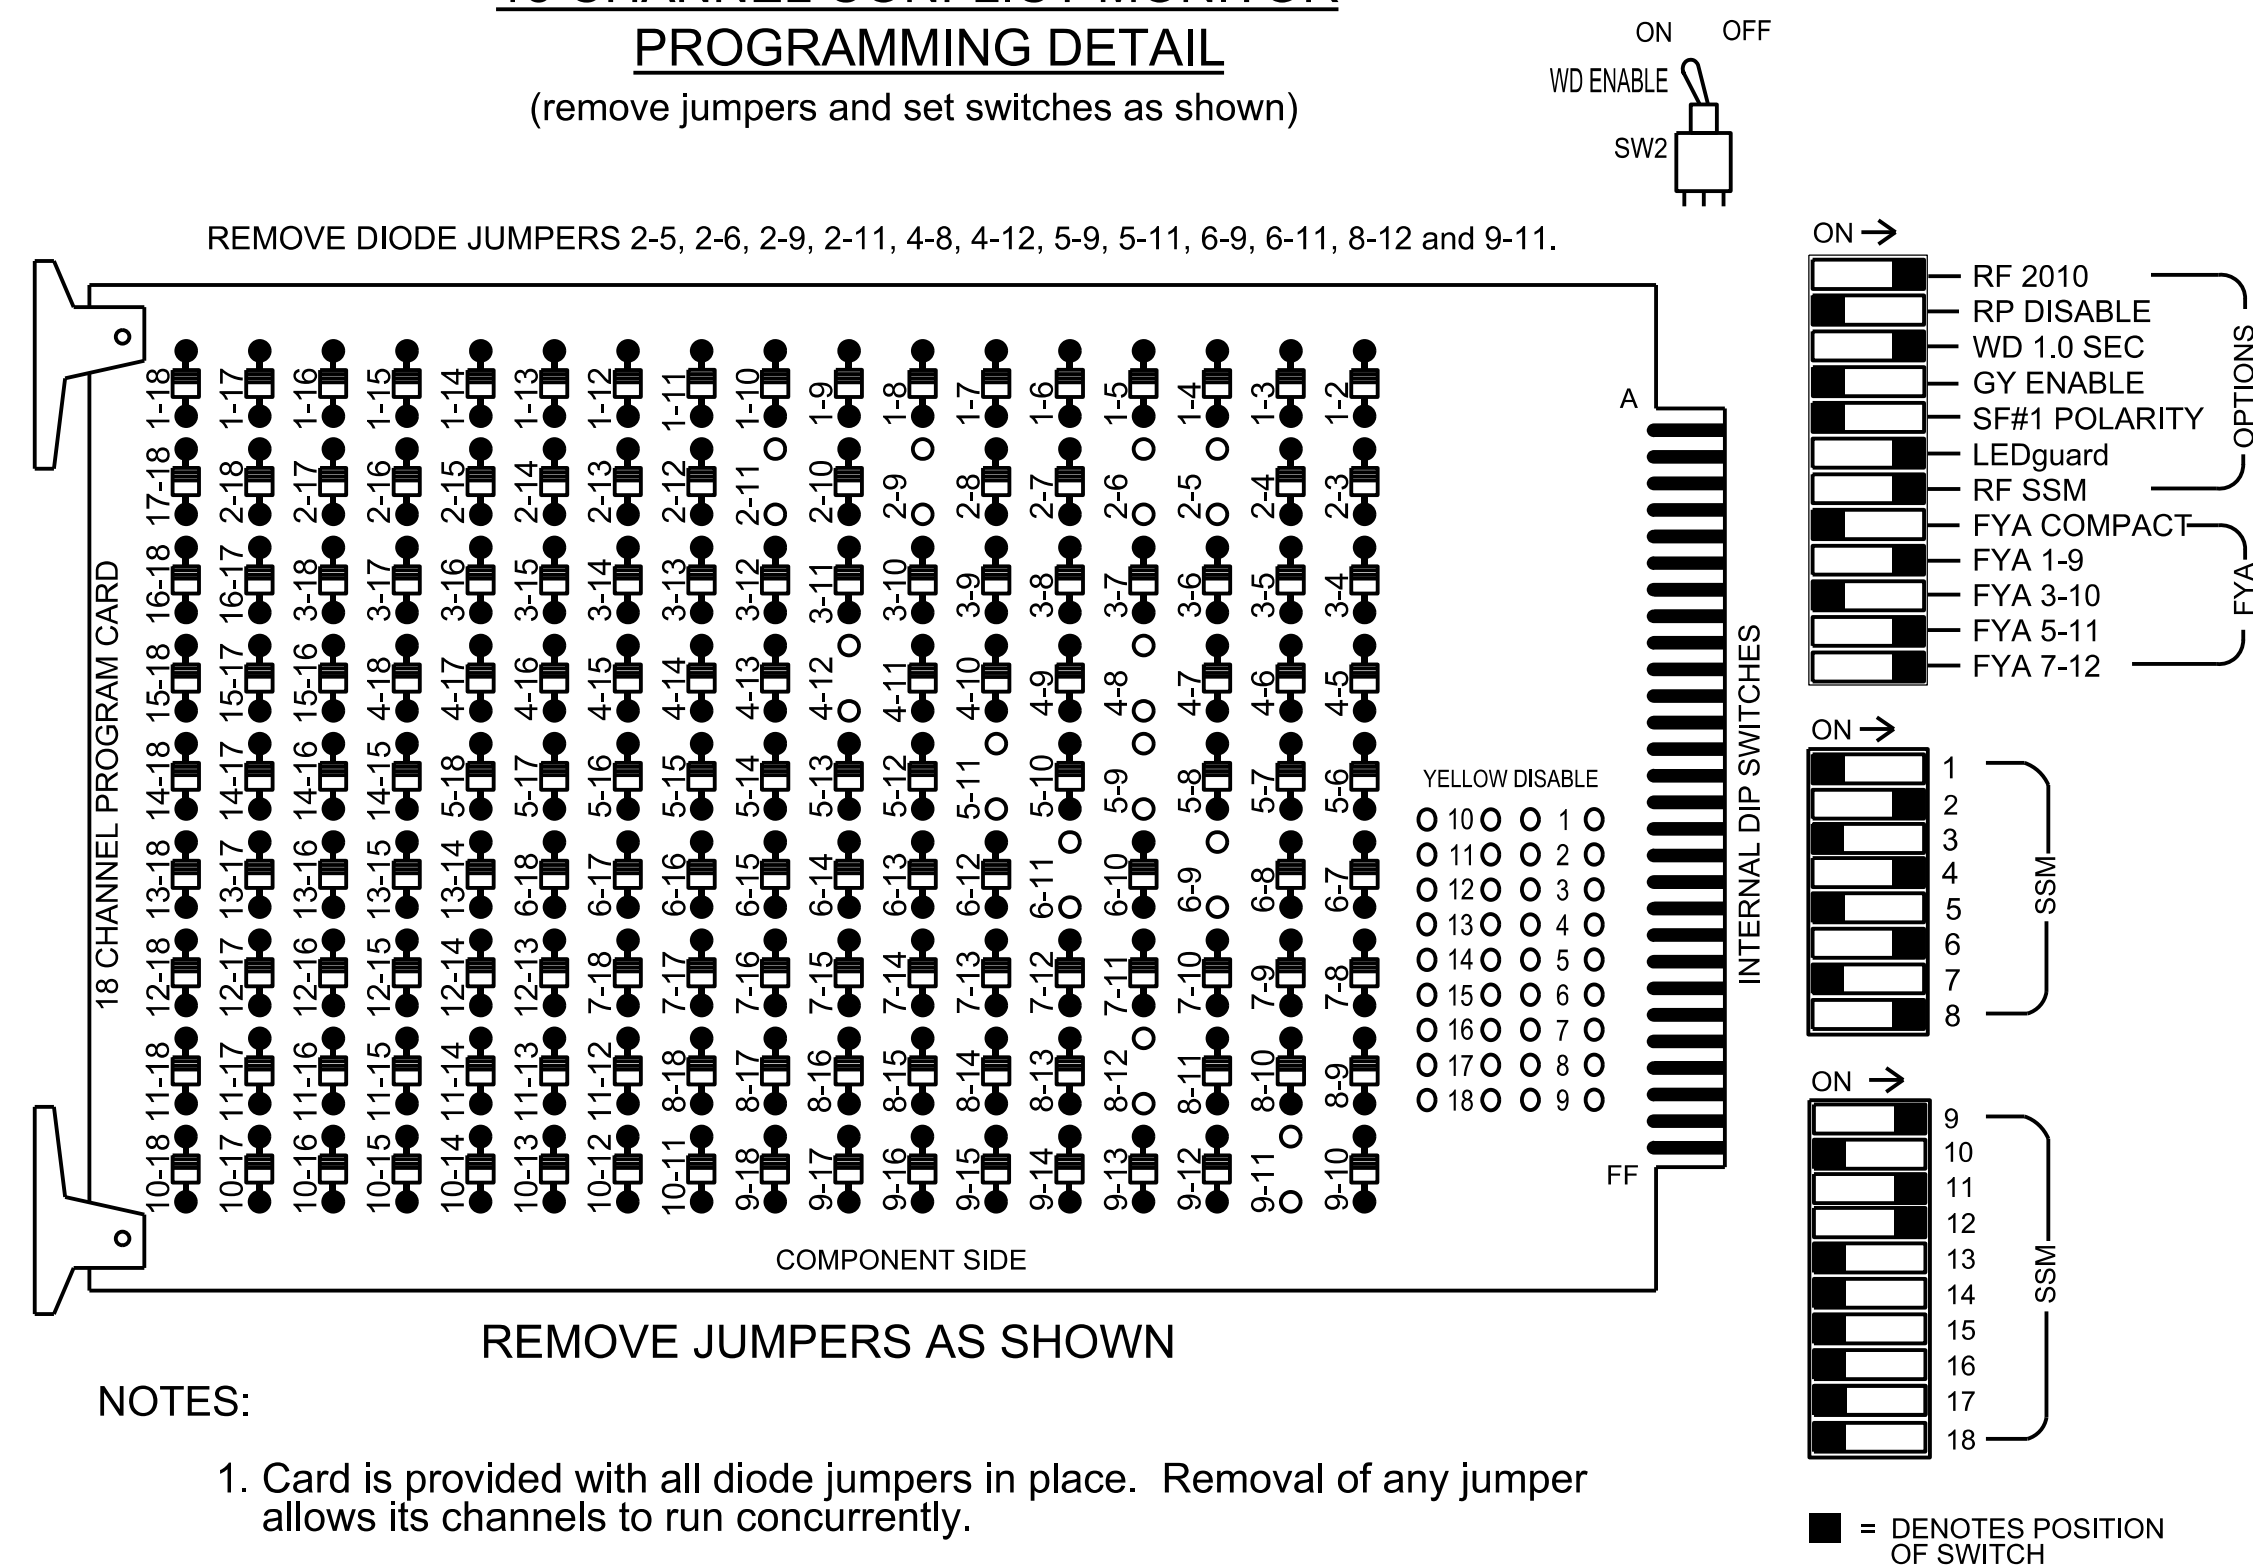 PROGRAMMING DETAIL
(remove jumpers and set switches as shown)
ON OFF
WD ENABLE
SW2
REMOVE DIODE JUMPERS 2-5, 2-6, 2-9, 2-11, 4-8, 4-12, 5-9, 5-11, 6-9, 6-11, 8-12 and 9-11.
18 CHANNEL PROGRAM CARD
1-18 1-17 1-16 1-15 1-14 1-13 1-12 1-11 1-10 1-9 1-8 1-7 1-6 1-5 1-4 1-3 1-2
17-18 2-18 2-17 2-16 2-15 2-14 2-13 2-12 2-11 2-10 2-9 2-8 2-7 2-6 2-5 2-4 2-3
16-18 16-17 3-18 3-17 3-16 3-15 3-14 3-13 3-12 3-11 3-10 3-9 3-8 3-7 3-6 3-5 3-4
15-18 15-17 15-16 4-18 4-17 4-16 4-15 4-14 4-13 4-12 4-11 4-10 4-9 4-8 4-7 4-6 4-5
14-18 14-17 14-16 14-15 5-18 5-17 5-16 5-15 5-14 5-13 5-12 5-11 5-10 5-9 5-8 5-7 5-6
13-18 13-17 13-16 13-15 13-14 6-18 6-17 6-16 6-15 6-14 6-13 6-12 6-11 6-10 6-9 6-8 6-7
12-18 12-17 12-16 12-15 12-14 12-13 7-18 7-17 7-16 7-15 7-14 7-13 7-12 7-11 7-10 7-9 7-8
11-18 11-17 11-16 11-15 11-14 11-13 11-12 8-18 8-17 8-16 8-15 8-14 8-13 8-12 8-11 8-10 8-9
10-18 10-17 10-16 10-15 10-14 10-13 10-12 10-11 9-18 9-17 9-16 9-15 9-14 9-13 9-12 9-11 9-10
COMPONENT SIDE
A
FF
YELLOW DISABLE
10 1
11 2
12 3
13 4
14 5
15 6
16 7
17 8
18 9
INTERNAL DIP SWITCHES
ON
RF 2010
RP DISABLE
WD 1.0 SEC
GY ENABLE
SF#1 POLARITY
LEDguard
RF SSM
OPTIONS
FYA COMPACT
FYA 1-9
FYA 3-10
FYA 5-11
FYA 7-12
FYA
ON
1
2
3
4
5
6
7
8
SSM
ON
9
10
11
12
13
14
15
16
17
18
SSM
= DENOTES POSITION
OF SWITCH
REMOVE JUMPERS AS SHOWN
NOTES:
1. Card is provided with all diode jumpers in place. Removal of any jumper
allows its channels to run concurrently.